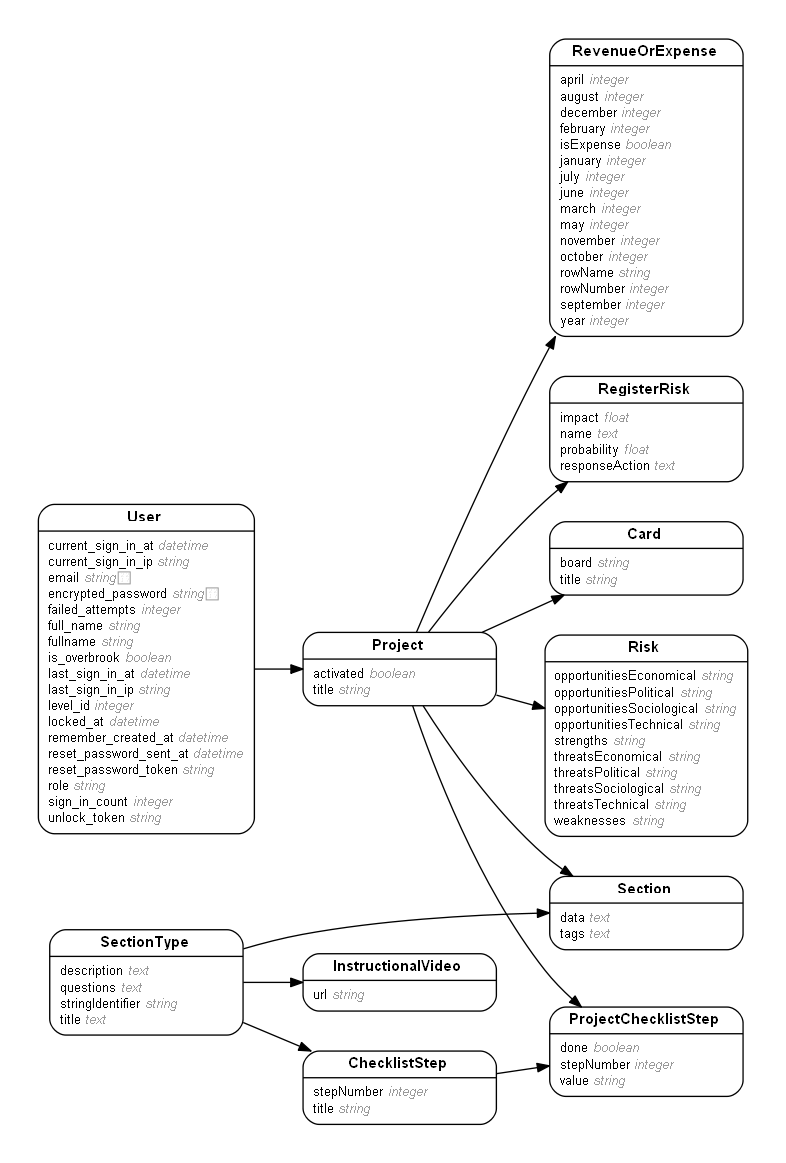 RevenueOrExpense
april integer
august integer
december integer
february integer
isExpense boolean
january integer
july integer
june integer
march integer
may integer
november integer
october integer
rowName string
rowNumber integer
september integer
year integer
RegisterRisk
impact float
name text
probability float
responseAction text
User
current_sign_in_at datetime
current_sign_in_ip string
email string
encrypted_password string
failed_attempts integer
full_name string
fullname string
is_overbrook boolean
last_sign_in_at datetime
last_sign_in_ip string
level_id integer
locked_at datetime
remember_created_at datetime
reset_password_sent_at datetime
reset_password_token string
role string
sign_in_count integer
unlock_token string
Card
board string
title string
Project
activated boolean
title string
Risk
opportunitiesEconomical string
opportunitiesPolitical string
opportunitiesSociological string
opportunitiesTechnical string
strengths string
threatsEconomical string
threatsPolitical string
threatsSociological string
threatsTechnical string
weaknesses string
Section
data text
tags text
SectionType
description text
questions text
stringIdentifier string
title text
InstructionalVideo
url string
ProjectChecklistStep
done boolean
stepNumber integer
value string
ChecklistStep
stepNumber integer
title string